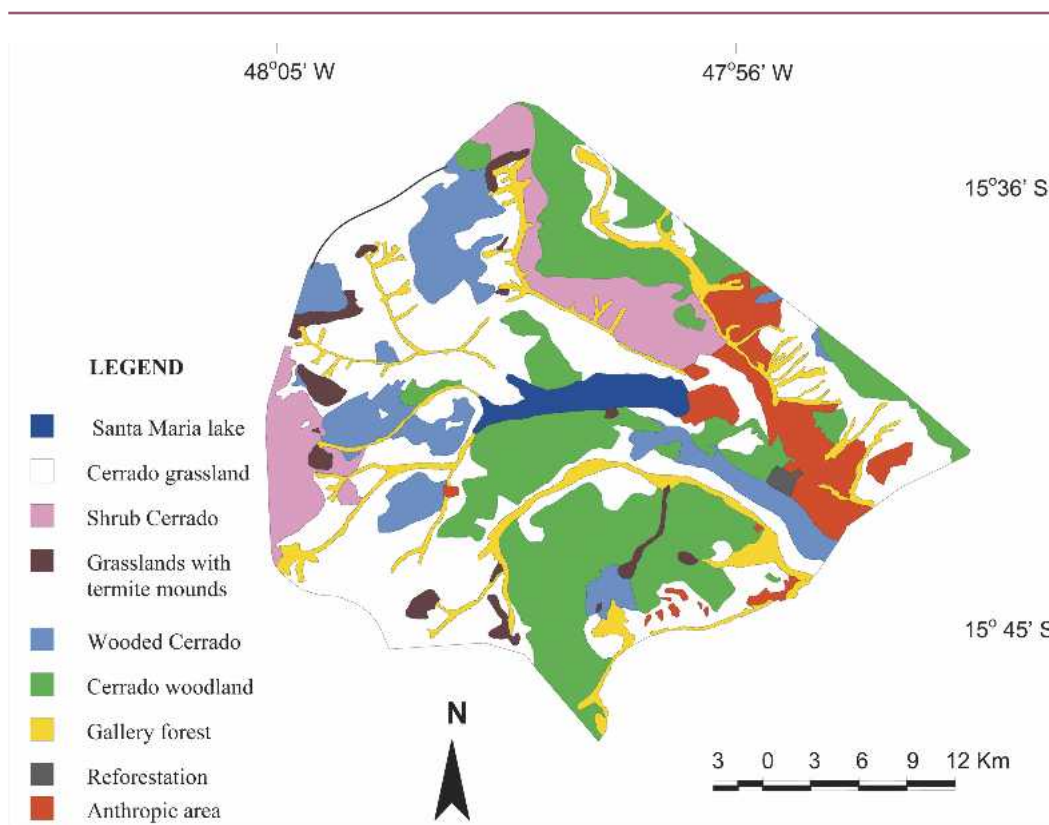 48°05' W
47°56' W
15°36' S
LEGEND
Santa Maria lake
Cerrado grassland
Shrub Cerrado
Grasslands with
termite mounds
Wooded Cerrado
Cerrado woodland
Gallery forest
Reforestation
Anthropic area
15° 45' S
N
3 0 3 6 9 12 Km